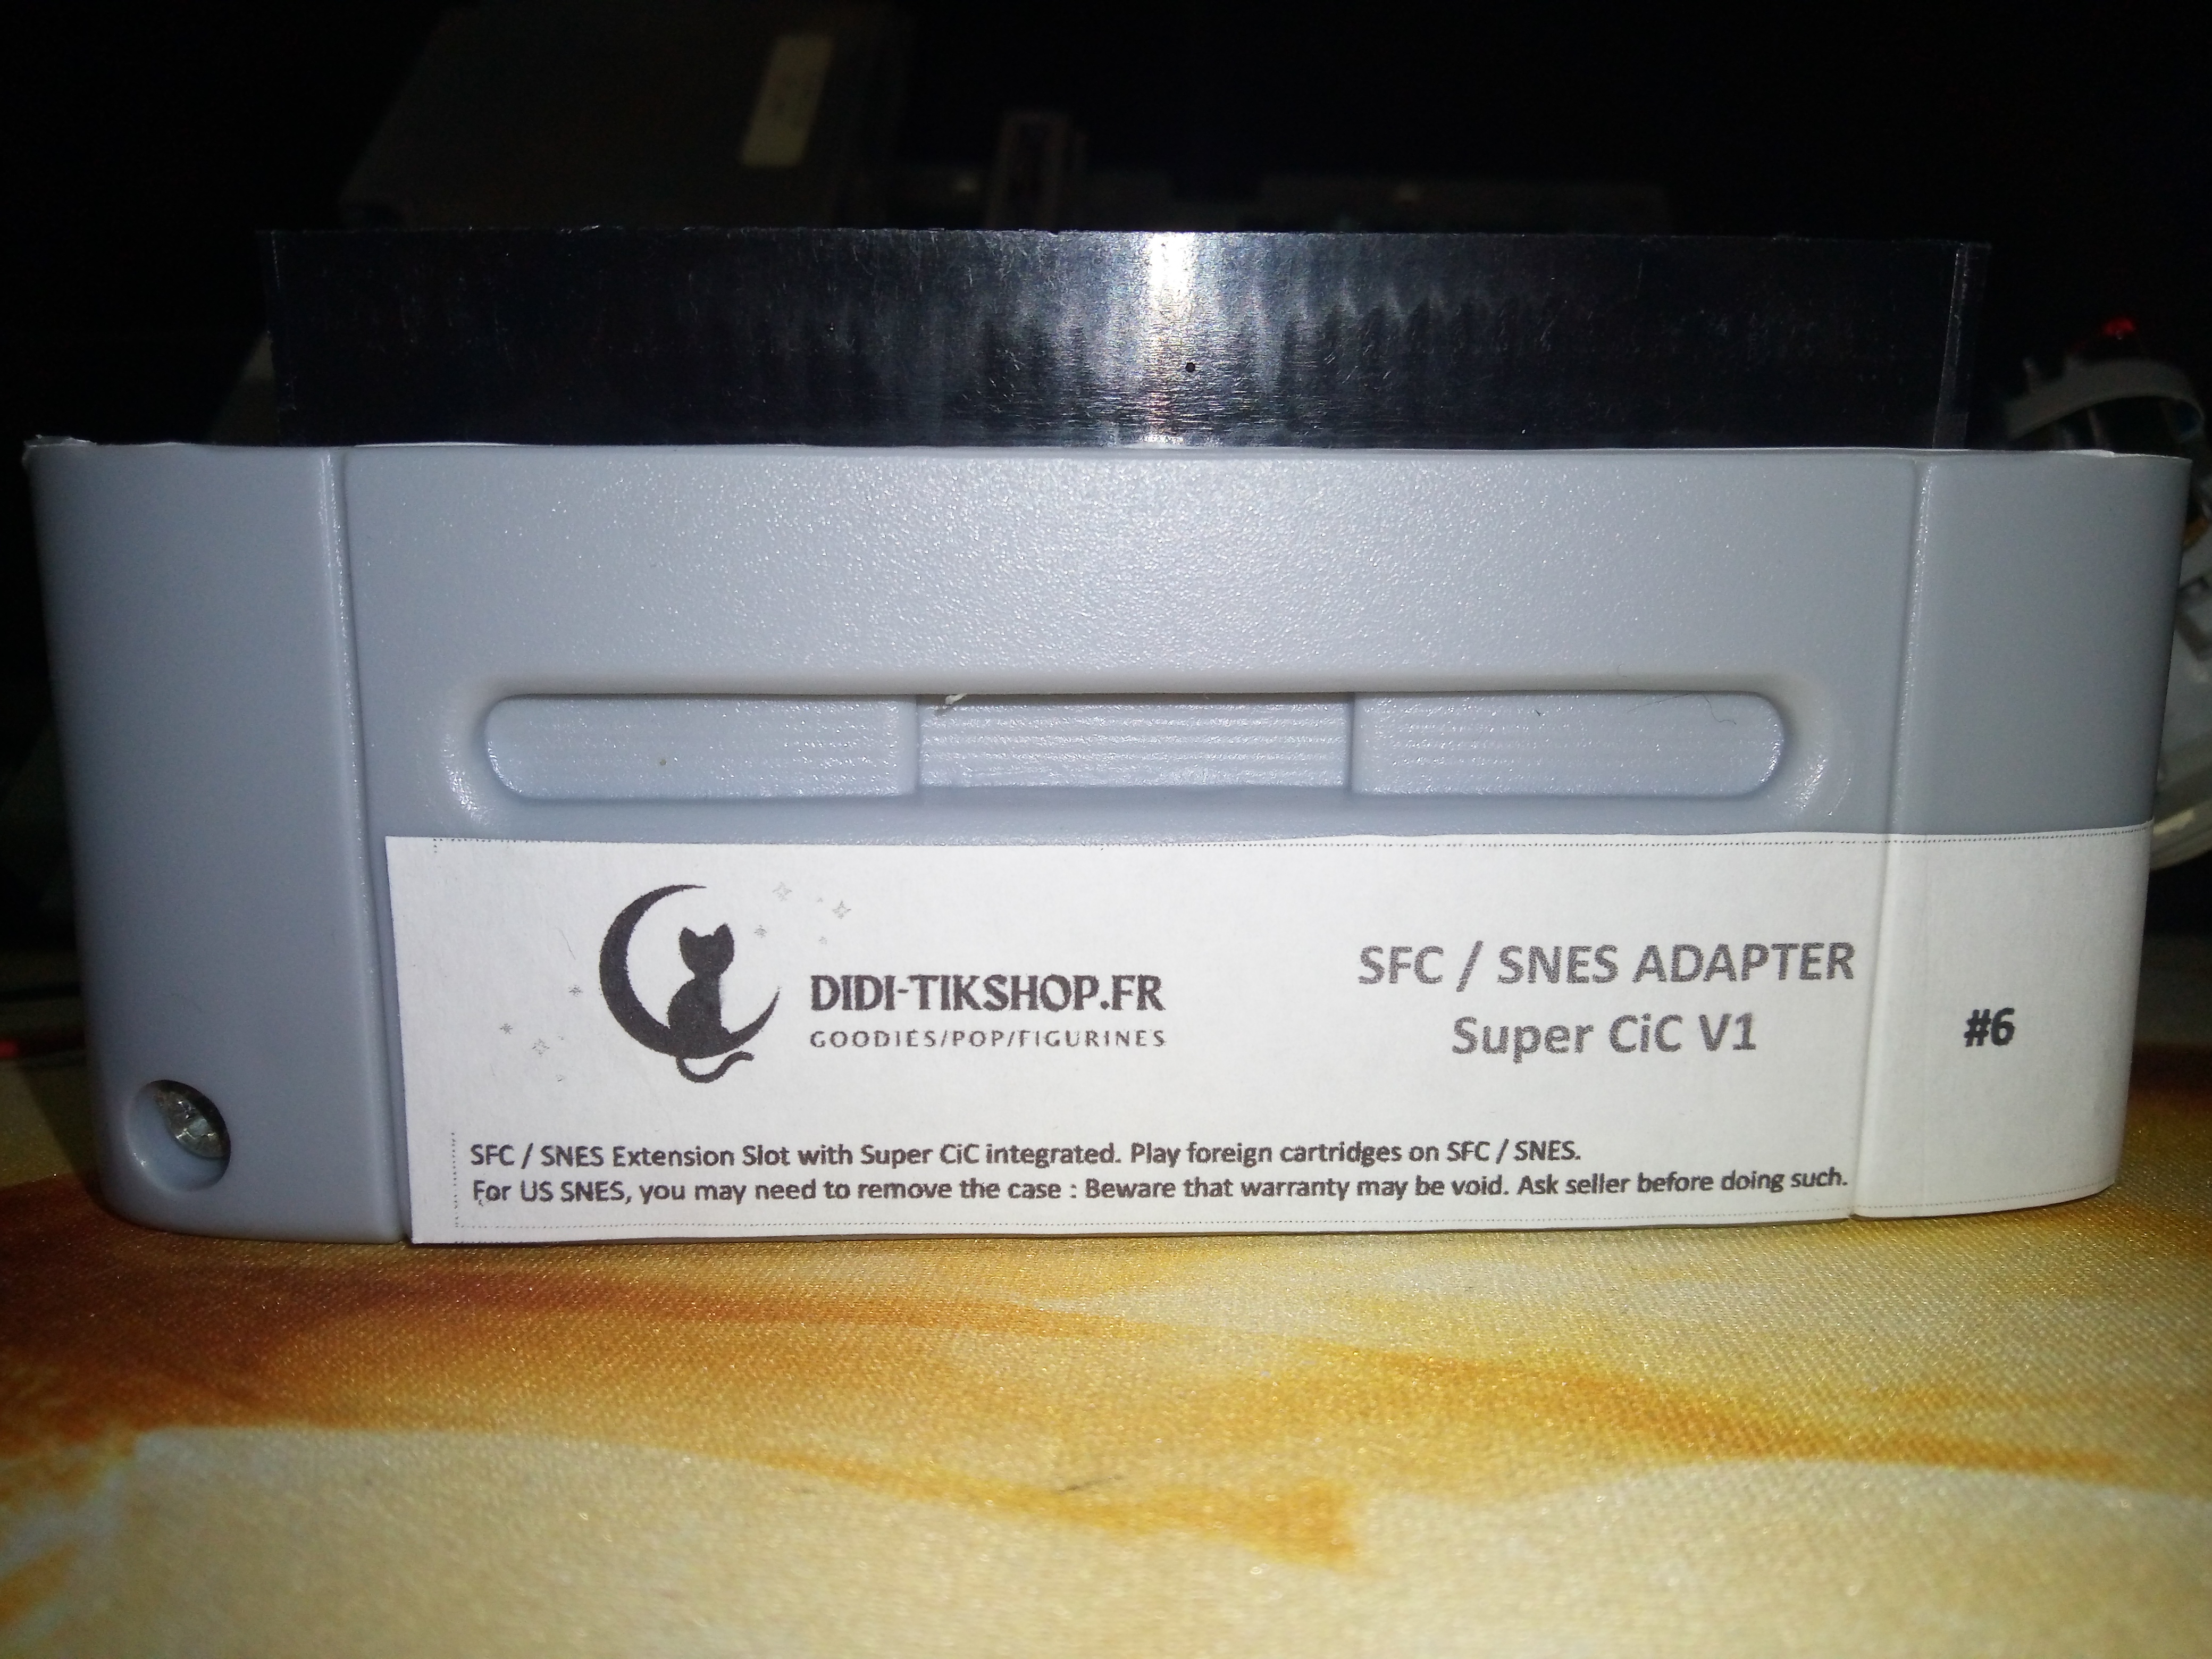 DIDI-TIKSHOP.FR
GOODIES/POP/FIGURINES
SFC / SNES ADAPTER
Super CiC V1
#6
SFC / SNES Extension Slot with Super CiC integrated. Play foreign cartridges on SFC / SNES.
For US SNES, you may need to remove the case : Beware that warranty may be void. Ask seller before doing such.